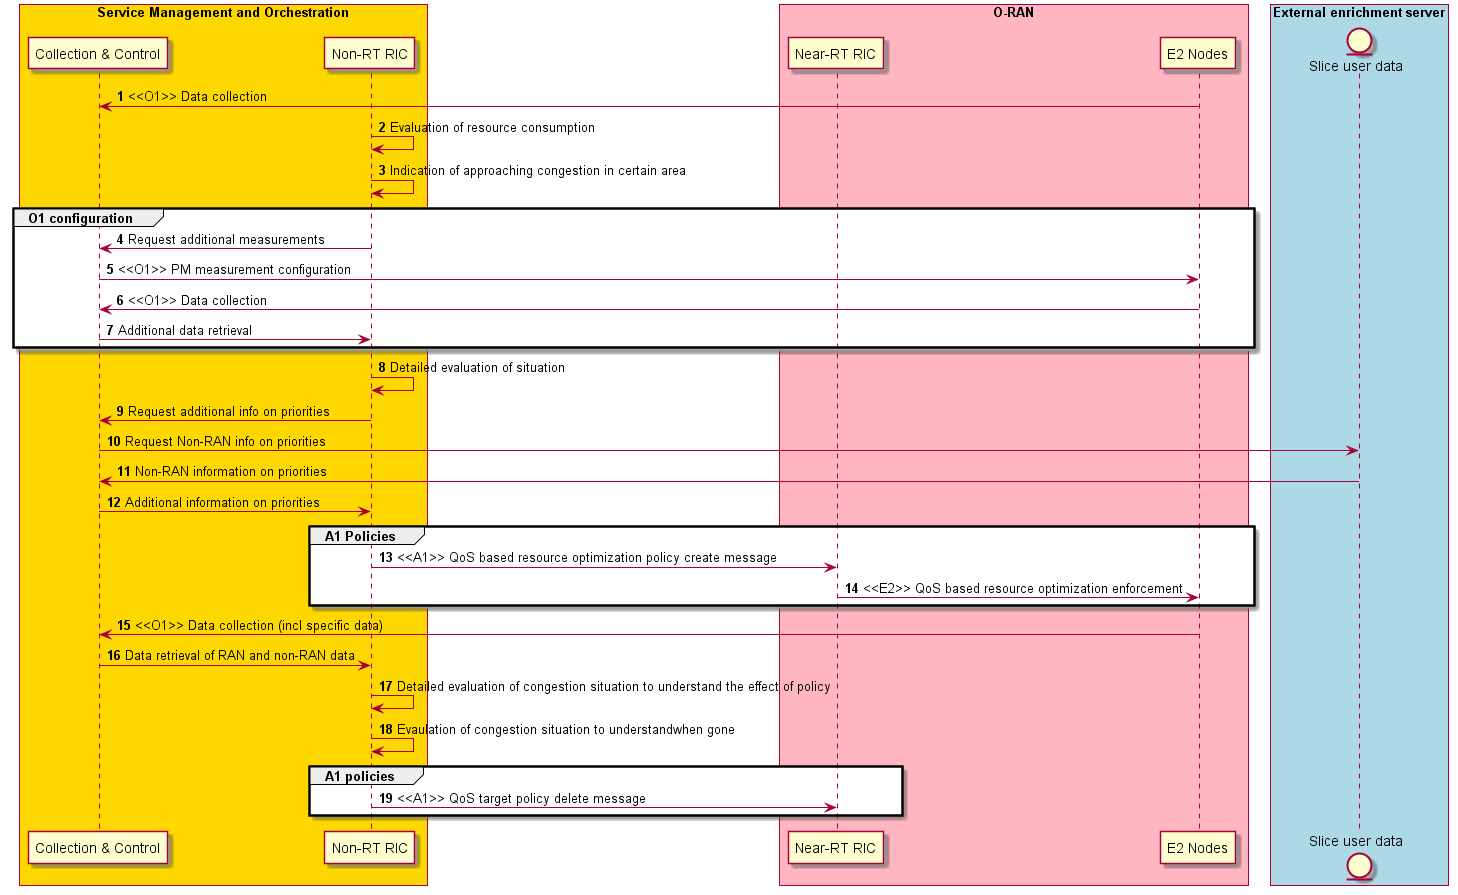 Service Management and Orchestration
O-RAN
External enrichment server
Collection & Control
Non-RT RIC
Near-RT RIC
E2 Nodes
Slice user data
1 <<O1>> Data collection
2 Evaluation of resource consumption
3 Indication of approaching congestion in certain area
O1 configuration
4 Request additional measurements
5 <<O1>> PM measurement configuration
6 <<O1>> Data collection
7 Additional data retrieval
8 Detailed evaluation of situation
9 Request additional info on priorities
10 Request Non-RAN info on priorities
11 Non-RAN information on priorities
12 Additional information on priorities
A1 Policies
13 <<A1>> QoS based resource optimization policy create message
14 <<E2>> QoS based resource optimization enforcement
15 <<O1>> Data collection (incl specific data)
16 Data retrieval of RAN and non-RAN data
17 Detailed evaluation of congestion situation to understand the effect of policy
18 Evaulation of congestion situation to understandwhen gone
A1 policies
19 <<A1>> QoS target policy delete message
Collection & Control
Non-RT RIC
Near-RT RIC
E2 Nodes
Slice user data